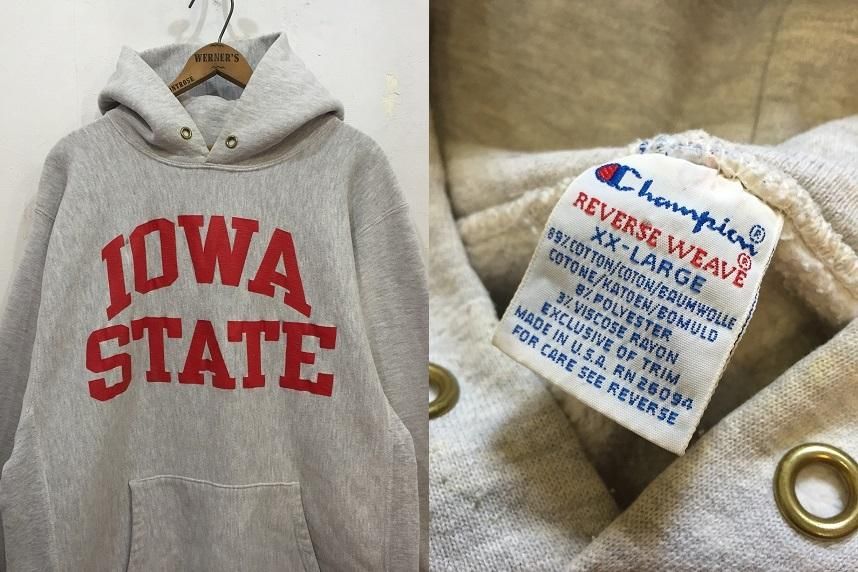 WERNER'S
IOWA
STATE
Champion®
REVERSE WEAVE®
XX-LARGE
89% COTTON/COTON/BAUMWOLLE
COTONE/KATOEN/BOMULD
8% POLYESTER
3% VISCOSE RAYON
EXCLUSIVE OF TRIM
MADE IN U.S.A. RN 26094
FOR CARE SEE REVERSE